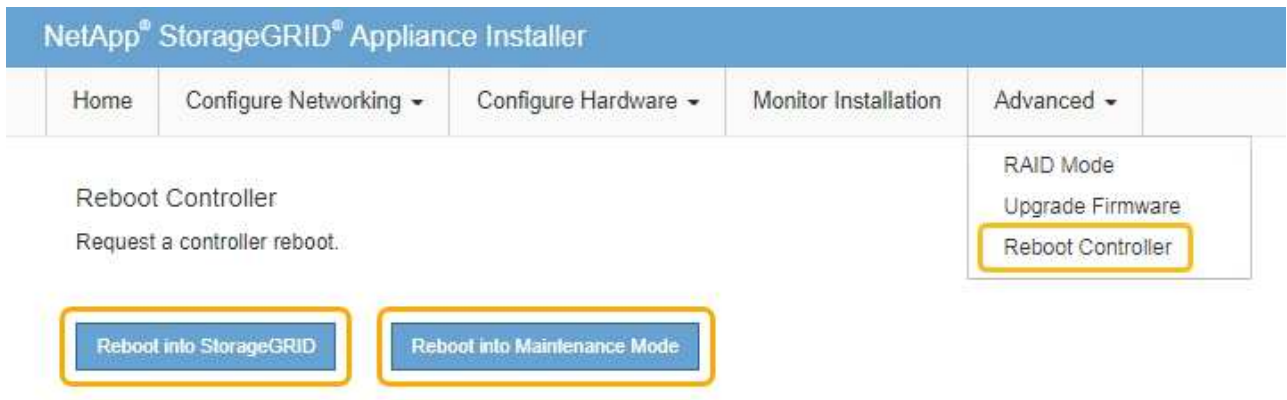 NetApp® StorageGRID® Appliance Installer
Home Configure Networking Configure Hardware Monitor Installation Advanced
RAID Mode
Upgrade Firmware
Reboot Controller
Reboot Controller
Request a controller reboot.
Reboot into StorageGRID Reboot into Maintenance Mode